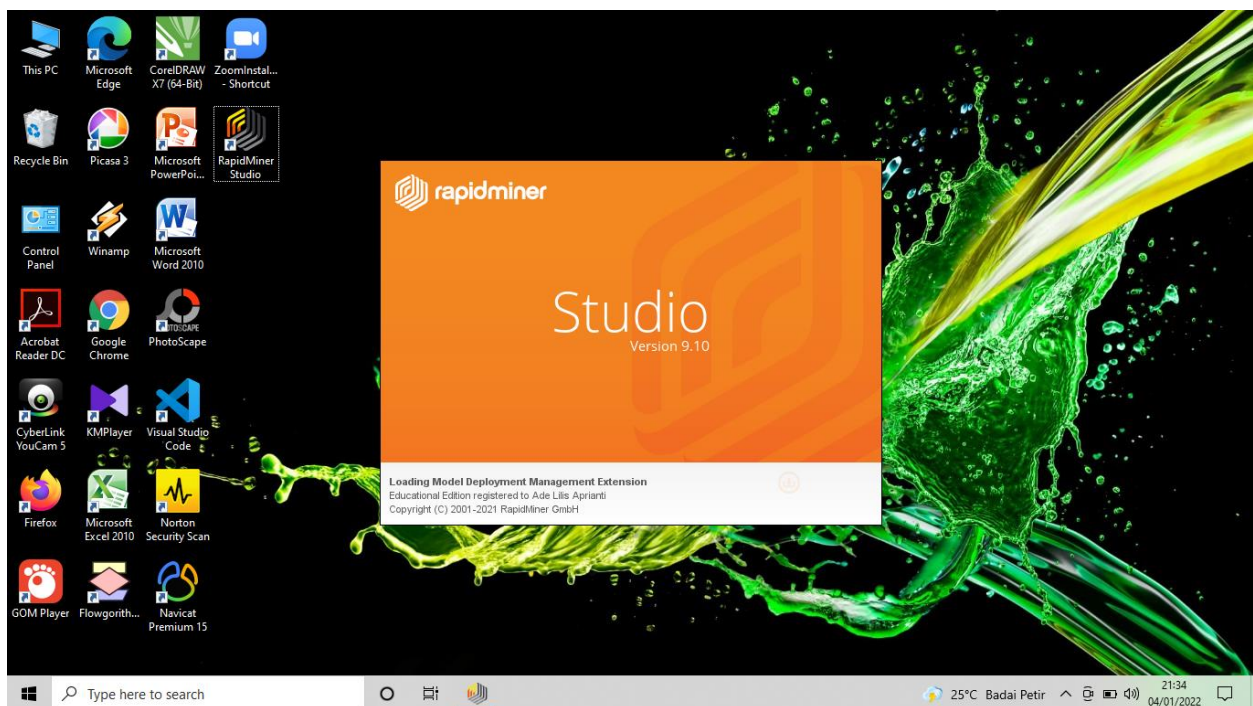 This PC
Microsoft
Edge
CorelDRAW
X7 (64-Bit)
ZoomInstal...
- Shortcut
Recycle Bin
Picasa 3
Microsoft
PowerPoi...
RapidMiner
Studio
Control
Panel
Winamp
Microsoft
Word 2010
Acrobat
Reader DC
Google
Chrome
PhotoScape
CyberLink
YouCam 5
KMPlayer
Visual Studio
Code
Firefox
Microsoft
Excel 2010
Norton
Security Scan
GOM Player
Flowgorith...
Navicat
Premium 15
rapidminer
Studio
Version 9.10
Loading Model Deployment Management Extension
Educational Edition registered to Ade Lilis Aprianti
Copyright (C) 2001-2021 RapidMiner GmbH
Type here to search
25°C Badai Petir
21:34
04/01/2022